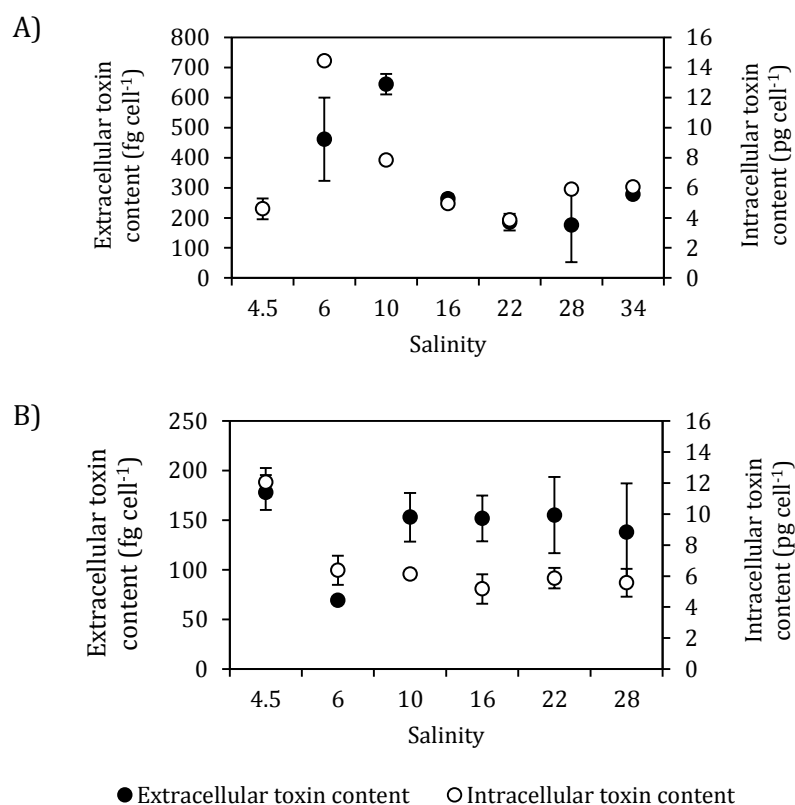 A)
Extracellular toxin
content (fg cell-1)
800
700
600
500
400
300
200
100
0
16
14
12
10
8
6
4
2
0
Intracellular toxin
content (pg cell-1)
4.5 6 10 16 22 28 34
Salinity
B)
Extracellular toxin
content (fg cell-1)
250
200
150
100
50
0
16
14
12
10
8
6
4
2
0
Intracellular toxin
content (pg cell-1)
4.5 6 10 16 22 28
Salinity
Extracellular toxin content Intracellular toxin content